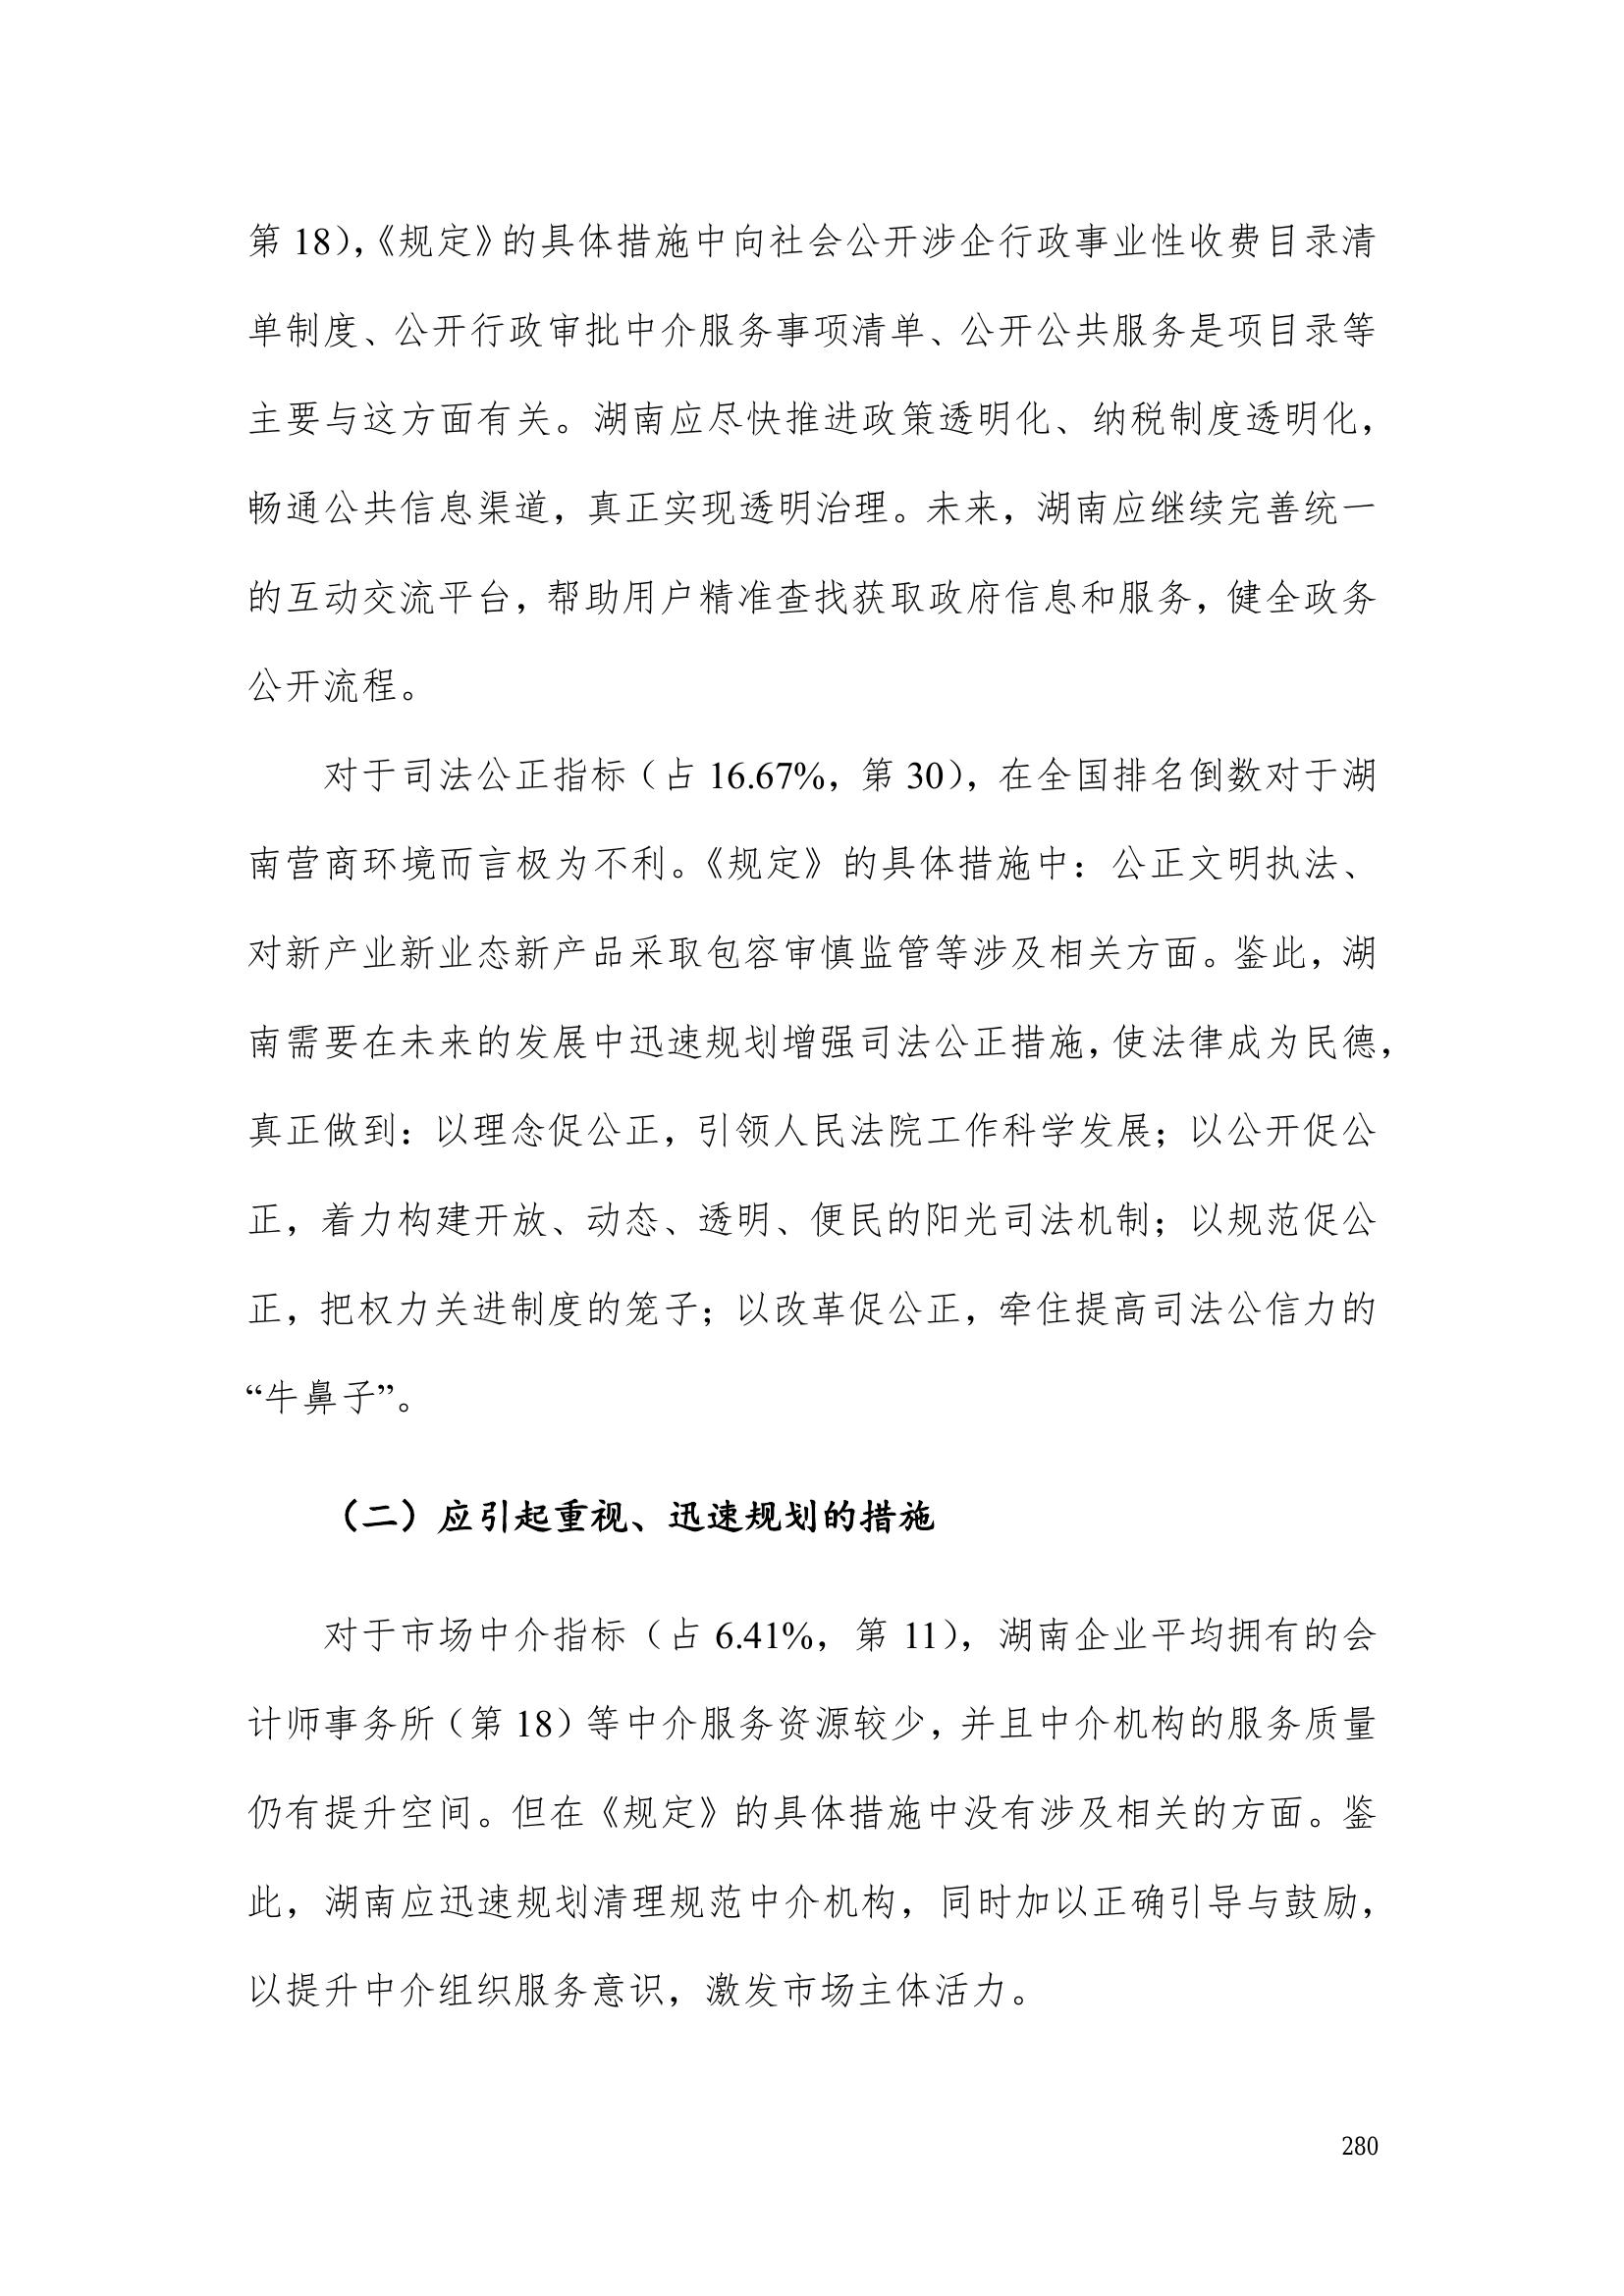 第 18），《规定》的具体措施中向社会公开涉企行政事业性收费目录清
单制度、公开行政审批中介服务事项清单、公开公共服务是项目录等
主要与这方面有关。湖南应尽快推进政策透明化、纳税制度透明化，
畅通公共信息渠道，真正实现透明治理。未来，湖南应继续完善统一
的互动交流平台，帮助用户精准查找获取政府信息和服务，健全政务
公开流程。
对于司法公正指标（占 16.67%，第 30），在全国排名倒数对于湖
南营商环境而言极为不利。《规定》的具体措施中：公正文明执法、
对新产业新业态新产品采取包容审慎监管等涉及相关方面。鉴此，湖
南需要在未来的发展中迅速规划增强司法公正措施，使法律成为民德，
真正做到：以理念促公正，引领人民法院工作科学发展；以公开促公
正，着力构建开放、动态、透明、便民的阳光司法机制；以规范促公
正，把权力关进制度的笼子；以改革促公正，牵住提高司法公信力的
“牛鼻子”。
（二）应引起重视、迅速规划的措施
对于市场中介指标（占 6.41%，第 11），湖南企业平均拥有的会
计师事务所（第 18）等中介服务资源较少，并且中介机构的服务质量
仍有提升空间。但在《规定》的具体措施中没有涉及相关的方面。鉴
此，湖南应迅速规划清理规范中介机构，同时加以正确引导与鼓励，
以提升中介组织服务意识，激发市场主体活力。
280